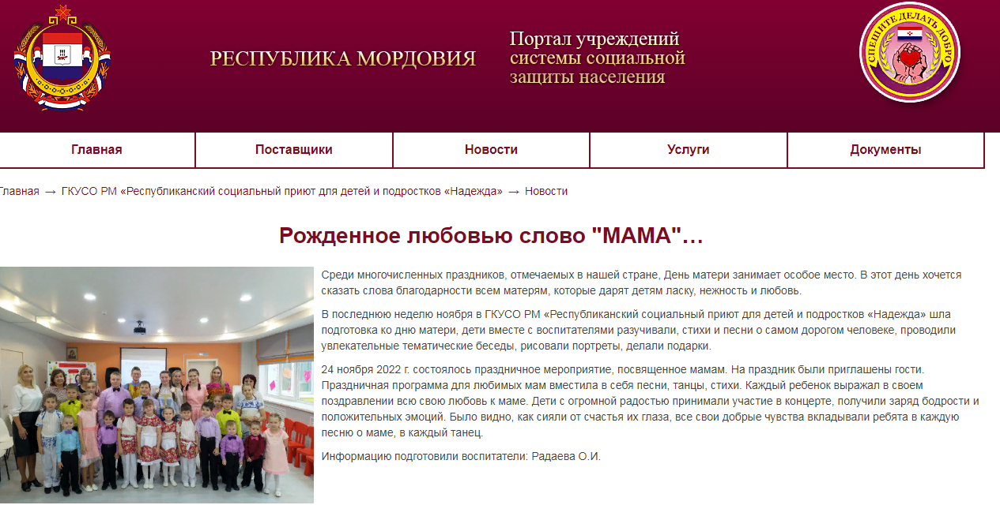 РЕСПУБЛИКА МОРДОВИЯ
Портал учреждений
системы социальной
защиты населения
СПЕШИТЕ ДЕЛАТЬ ДОБРО
Главная
Поставщики
Новости
Услуги
Документы
Главная → ГКУСО РМ «Республиканский социальный приют для детей и подростков «Надежда» → Новости
Рожденное любовью слово "МАМА"…
Среди многочисленных праздников, отмечаемых в нашей стране, День матери занимает особое место. В этот день хочется
сказать слова благодарности всем матерям, которые дарят детям ласку, нежность и любовь.
В последнюю неделю ноября в ГКУСО РМ «Республиканский социальный приют для детей и подростков «Надежда» шла
подготовка ко дню матери, дети вместе с воспитателями разучивали, стихи и песни о самом дорогом человеке, проводили
увлекательные тематические беседы, рисовали портреты, делали подарки.
24 ноября 2022 г. состоялось праздничное мероприятие, посвященное мамам. На праздник были приглашены гости.
Праздничная программа для любимых мам вместила в себя песни, танцы, стихи. Каждый ребенок выражал в своем
поздравлении всю свою любовь к маме. Дети с огромной радостью принимали участие в концерте, получили заряд бодрости и
положительных эмоций. Было видно, как сияли от счастья их глаза, все свои добрые чувства вкладывали ребята в каждую
песню о маме, в каждый танец.
Информацию подготовили воспитатели: Радаева О.И.